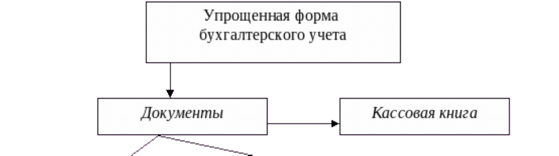 Упрощенная форма
бухгалтерского учета
Документы
Кассовая книга